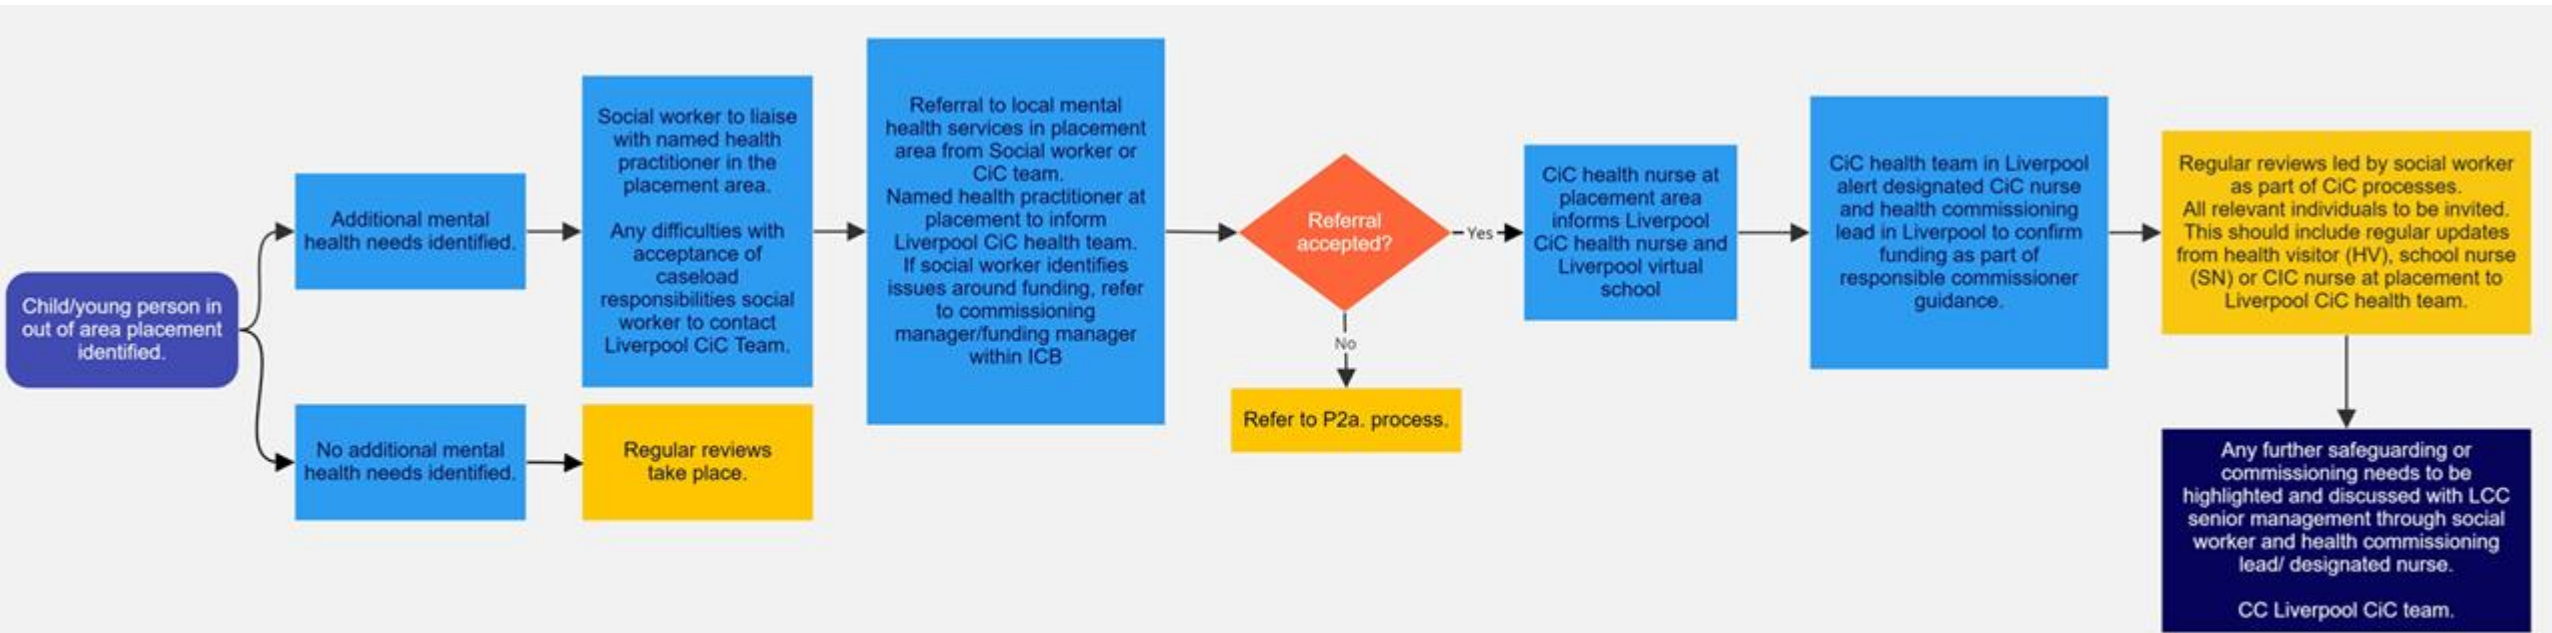 Child/young person in
out of area placement
identified.
Additional mental
health needs identified.
No additional mental
health needs identified.
Social worker to liaise
with named health
practitioner in the
placement area.
Any difficulties with
acceptance of
caseload
responsibilities social
worker to contact
Liverpool CiC Team.
Regular reviews
take place.
Referral to local mental
health services in placement
area from Social worker or
CiC team.
Named health practitioner at
placement to inform
Liverpool CiC health team.
If social worker identifies
issues around funding, refer
to commissioning
manager/funding manager
within ICB
Referral
accepted?
Yes
No
Refer to P2a. process.
CiC health nurse at
placement area
informs Liverpool
CiC health nurse and
Liverpool virtual
school
CiC health team in Liverpool
alert designated CiC nurse
and health commissioning
lead in Liverpool to confirm
funding as part of
responsible commissioner
guidance.
Regular reviews led by social worker
as part of CiC processes.
All relevant individuals to be invited.
This should include regular updates
from health visitor (HV), school nurse
(SN) or CIC nurse at placement to
Liverpool CiC health team.
Any further safeguarding or
commissioning needs to be
highlighted and discussed with LCC
senior management through social
worker and health commissioning
lead/ designated nurse.
CC Liverpool CiC team.